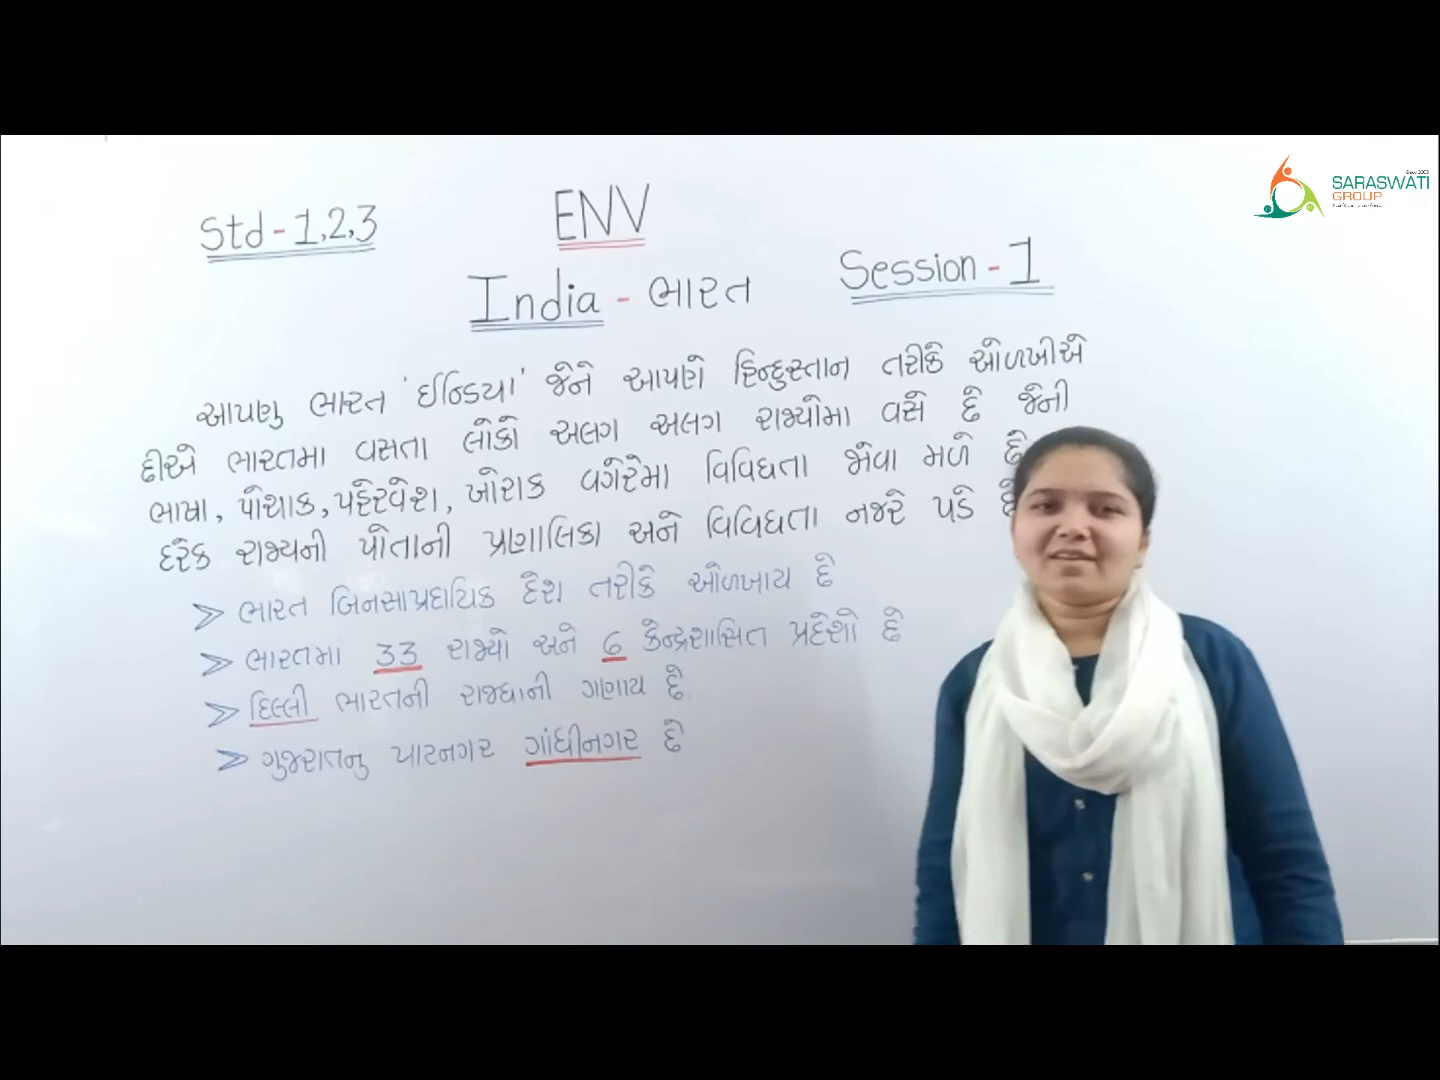 Since 2002
SARASWATI
GROUP
Std-1,2,3
ENV
India - ભારત
Session-1
આપણુ ભારત 'ઈન્ડિયા' જેને આપણે હિન્દુસ્તાન તરીકે ઓળખીએ
છીએ ભારતમા વસતા લોકો અલગ અલગ રાજ્યોમા વસે છે જેની
ભાષા, પોશાક, પહેરવેશ, ખોરાક વગેરેમા વિવિધતા જોવા મળે છે
દરેક રાજ્યની પોતાની પ્રણાલિકા અને વિવિધતા નજરે પડે છે
➢ ભારત બિનસાપ્રદાયિક દેશ તરીકે ઓળખાય છે
➢ ભારતમા 33 રાજ્યો અને 6 કેન્દ્રશાસિત પ્રદેશો છે
➢ દિલ્લી ભારતની રાજધાની ગણાય છે.
➢ ગુજરાતનુ પાટનગર ગાંધીનગર છે